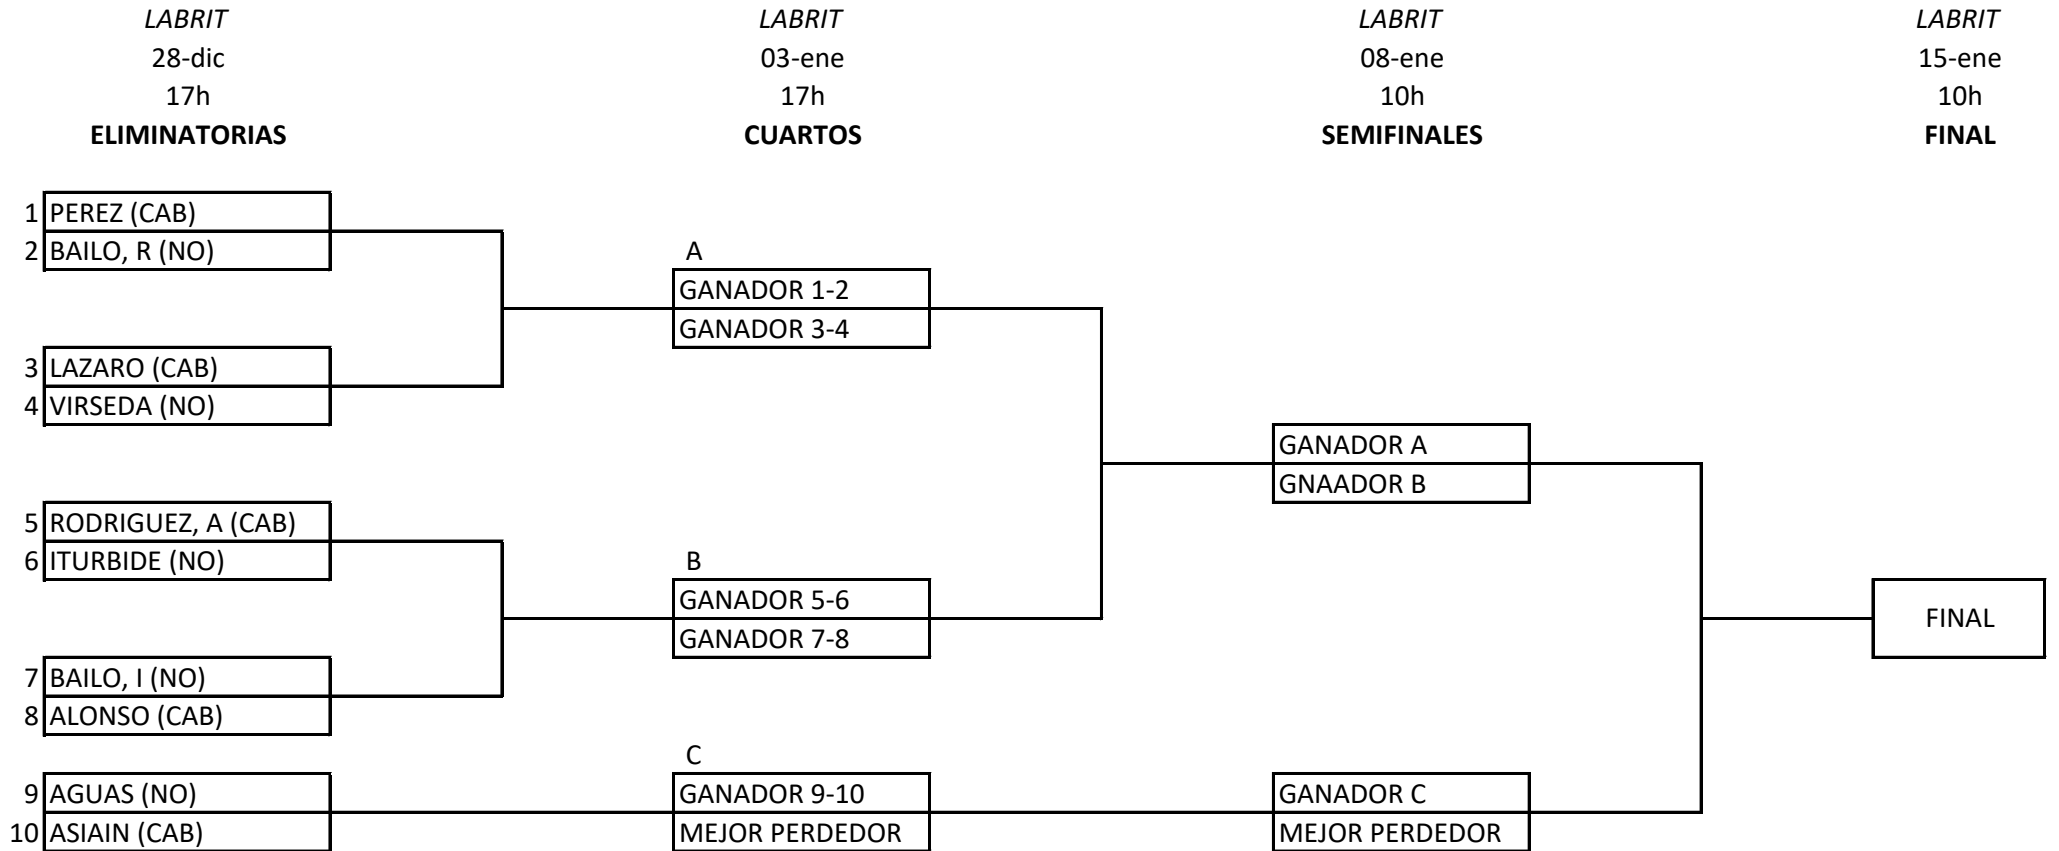 LABRIT LABRIT LABRIT LABRIT
28-dic 03-ene 08-ene 15-ene
17h 17h 10h 10h
ELIMINATORIAS CUARTOS SEMIFINALES FINAL
1 PEREZ (CAB)
2 BAILO, R (NO) A
GANADOR 1-2
GANADOR 3-4
3 LAZARO (CAB)
4 VIRSEDA (NO)
GANADOR A
GNAADOR B
5 RODRIGUEZ, A (CAB)
6 ITURBIDE (NO) B
GANADOR 5-6
FINAL
GANADOR 7-8
7 BAILO, I (NO)
8 ALONSO (CAB)
C
9 AGUAS (NO) GANADOR 9-10 GANADOR C
10 ASIAIN (CAB) MEJOR PERDEDOR MEJOR PERDEDOR